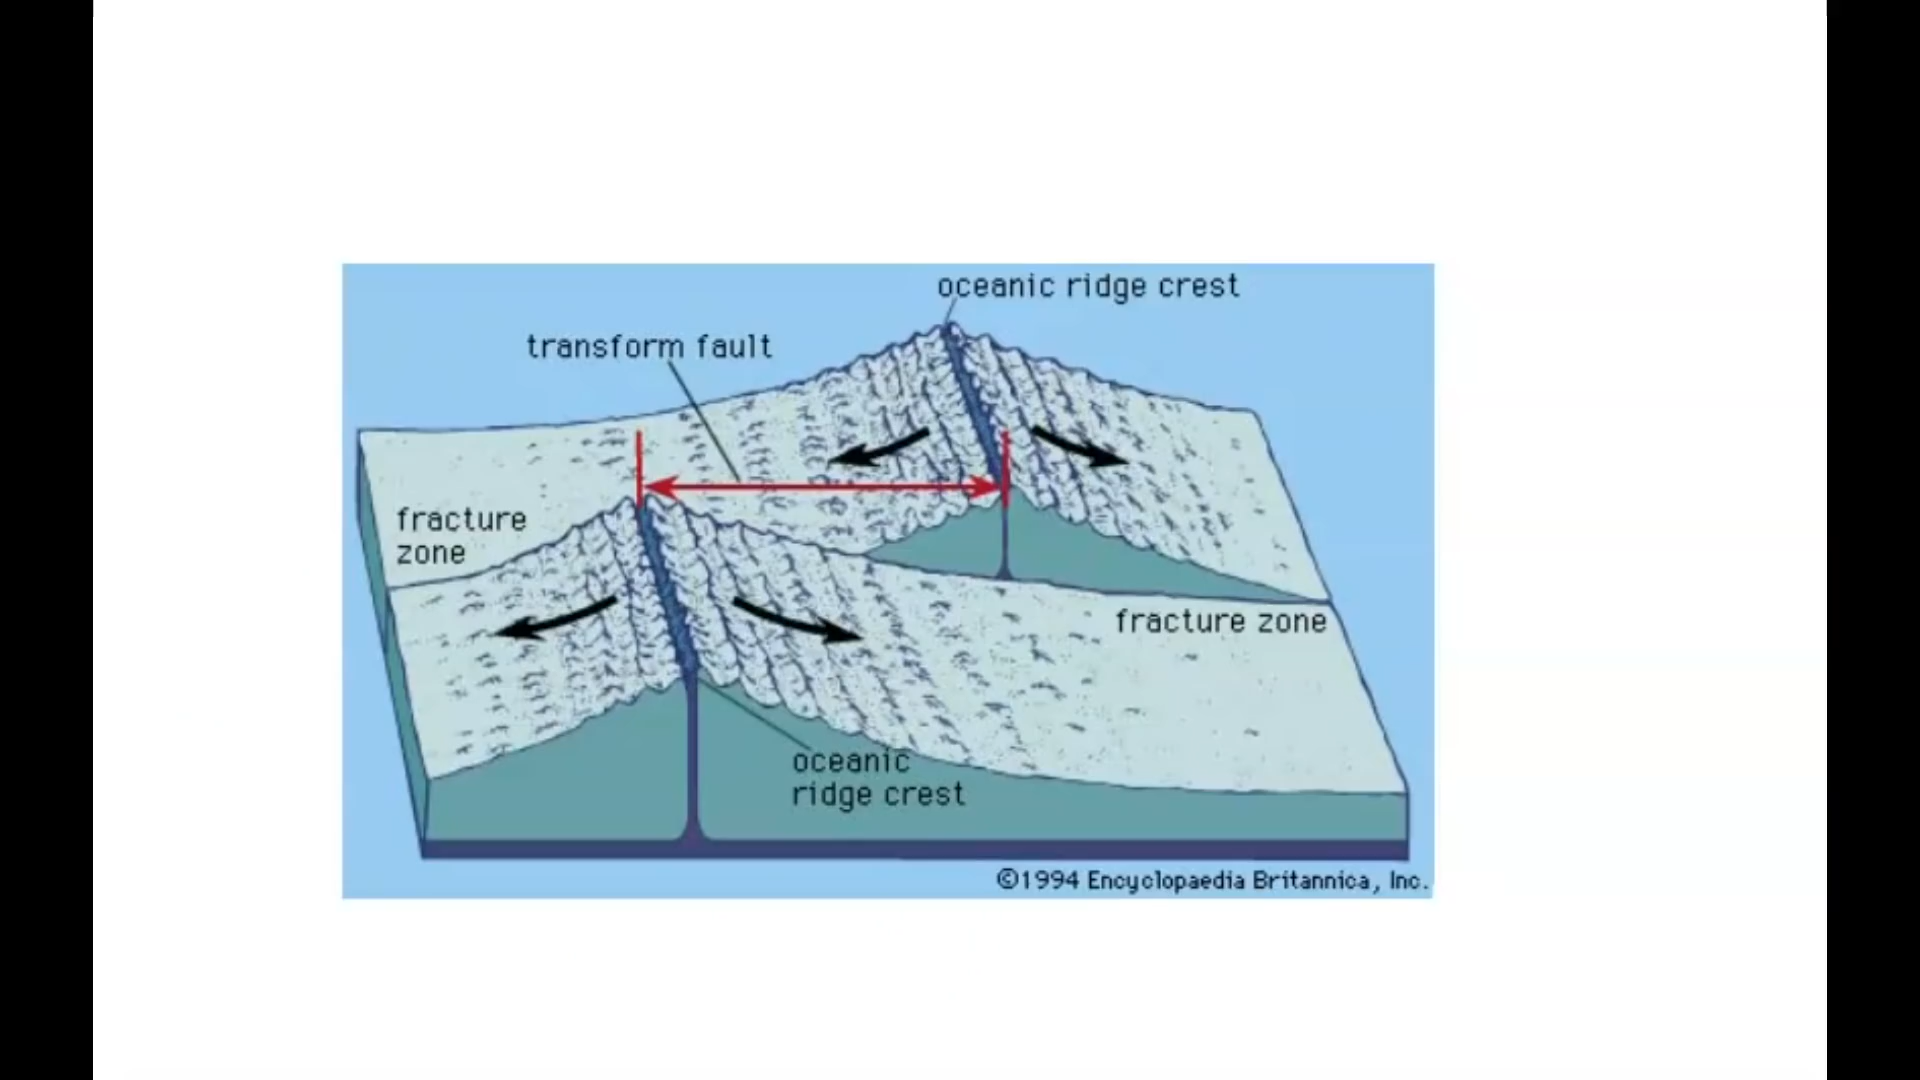 oceanic ridge crest
transform fault
fracture
zone
fracture zone
oceanic
ridge crest
©1994 Encyclopaedia Britannica, Inc.